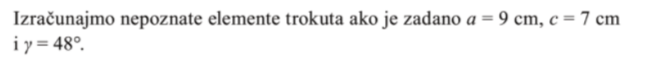 Izračunajmo nepoznate elemente trokuta ako je zadano a = 9 cm, c = 7 cm
i γ = 48°.